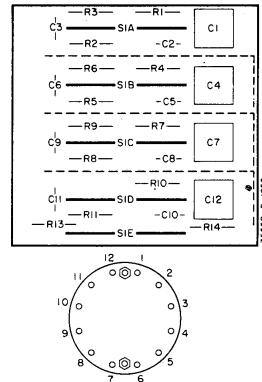 R3 R1
C3 S1A C1
R2 C2
R6 R4
C6 S1B C4
R5 C5
R9 R7
C9 S1C C7
R8 C8
R10
C11 S1D C12
R11 C10
R13 R14
S1E
12 1
11 2
10 3
9 4
8 5
7 6